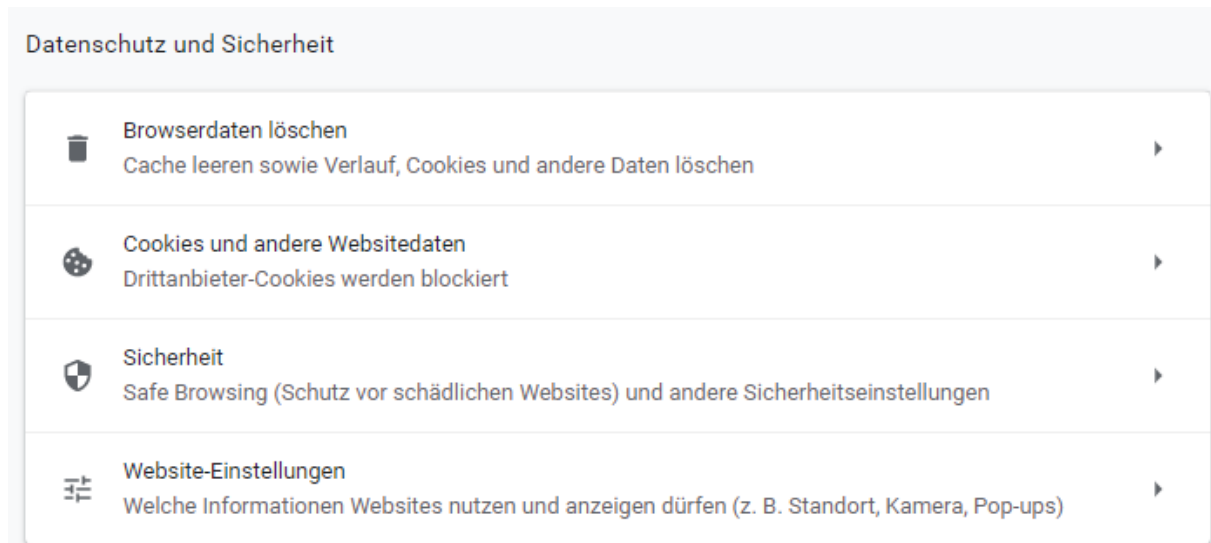 Datenschutz und Sicherheit
Browserdaten löschen
Cache leeren sowie Verlauf, Cookies und andere Daten löschen
Cookies und andere Websitedaten
Drittanbieter-Cookies werden blockiert
Sicherheit
Safe Browsing (Schutz vor schädlichen Websites) und andere Sicherheitseinstellungen
Website-Einstellungen
Welche Informationen Websites nutzen und anzeigen dürfen (z. B. Standort, Kamera, Pop-ups)